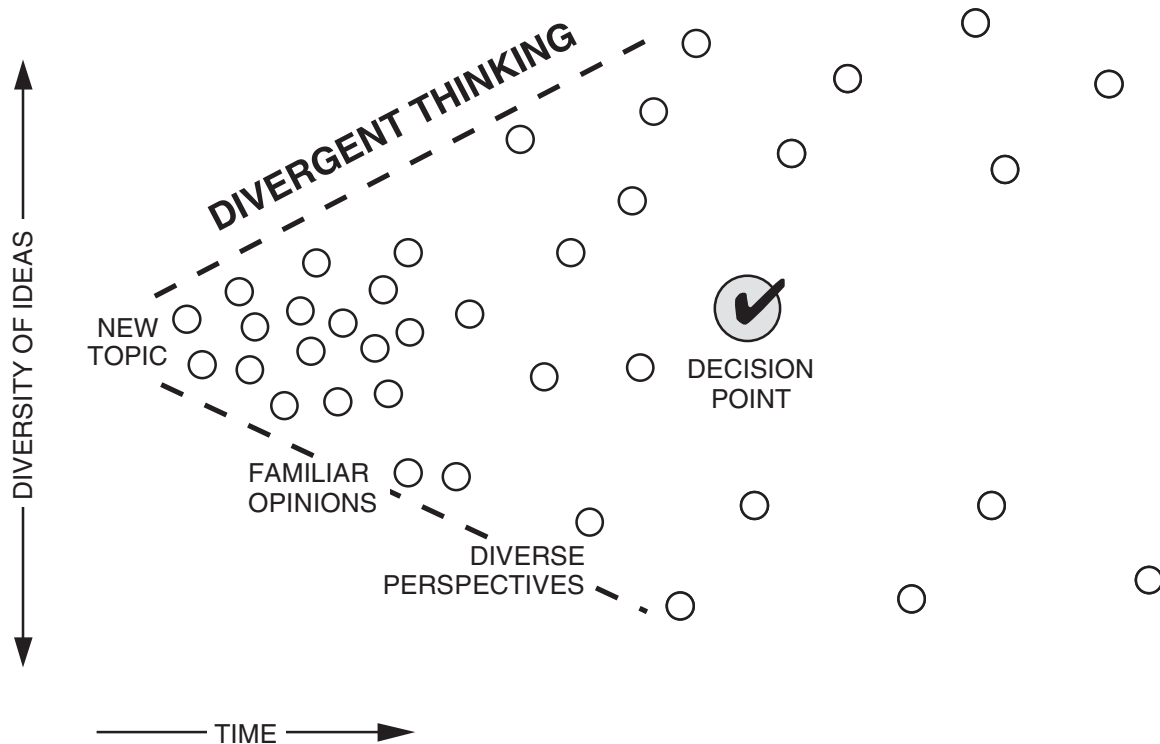 DIVERGENT THINKING
DIVERSITY OF IDEAS
NEW
TOPIC
DECISION
POINT
FAMILIAR
OPINIONS
DIVERSE
PERSPECTIVES
TIME